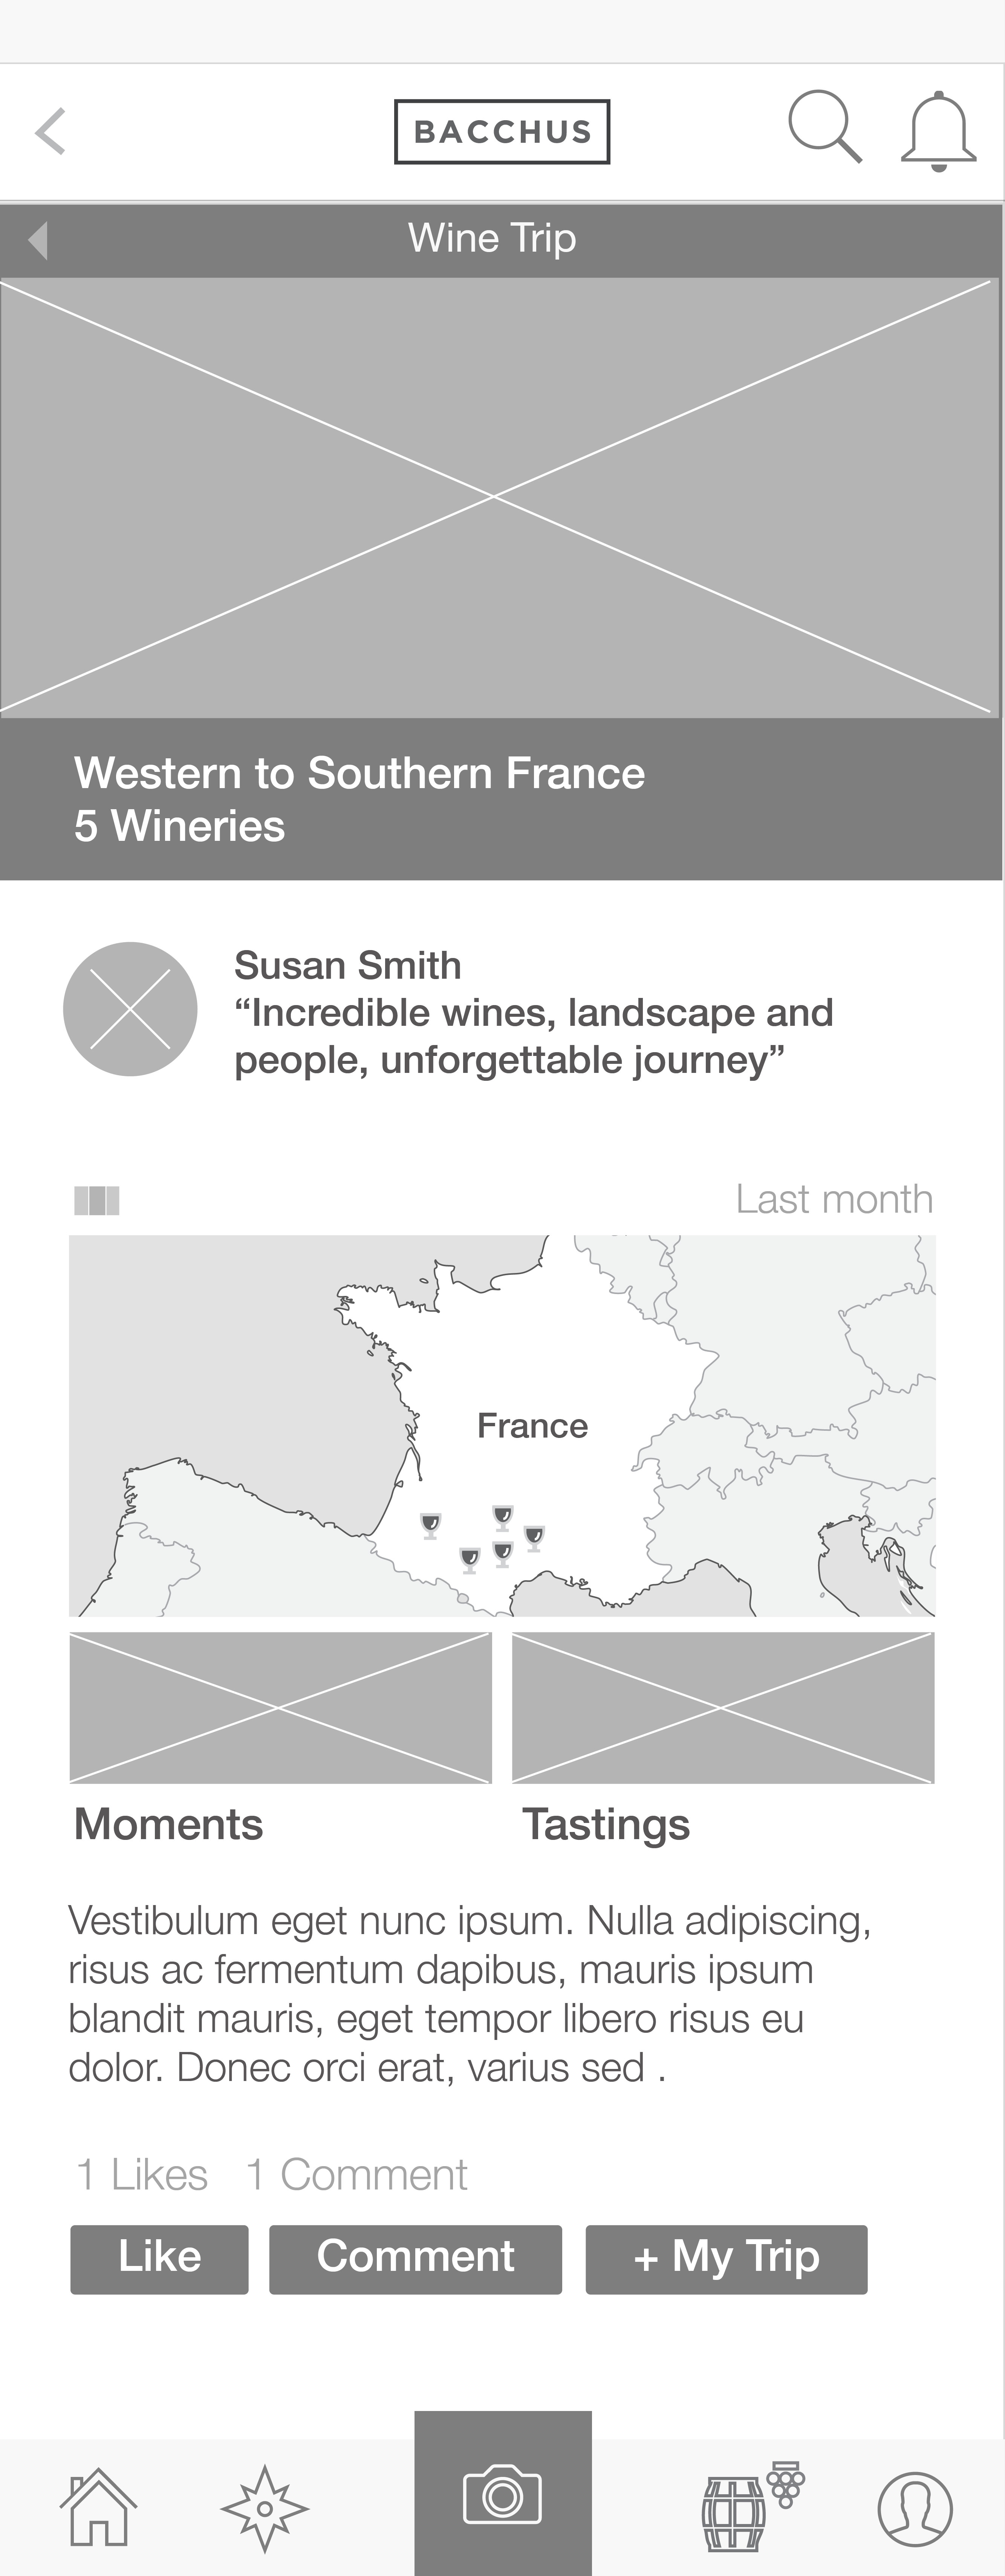 BACCHUS
Wine Trip
Western to Southern France
5 Wineries
Susan Smith
“Incredible wines, landscape and
people, unforgettable journey”
Last month
France
Moments
Tastings
Vestibulum eget nunc ipsum. Nulla adipiscing,
risus ac fermentum dapibus, mauris ipsum
blandit mauris, eget tempor libero risus eu
dolor. Donec orci erat, varius sed .
1 Likes 1 Comment
Like
Comment
+ My Trip